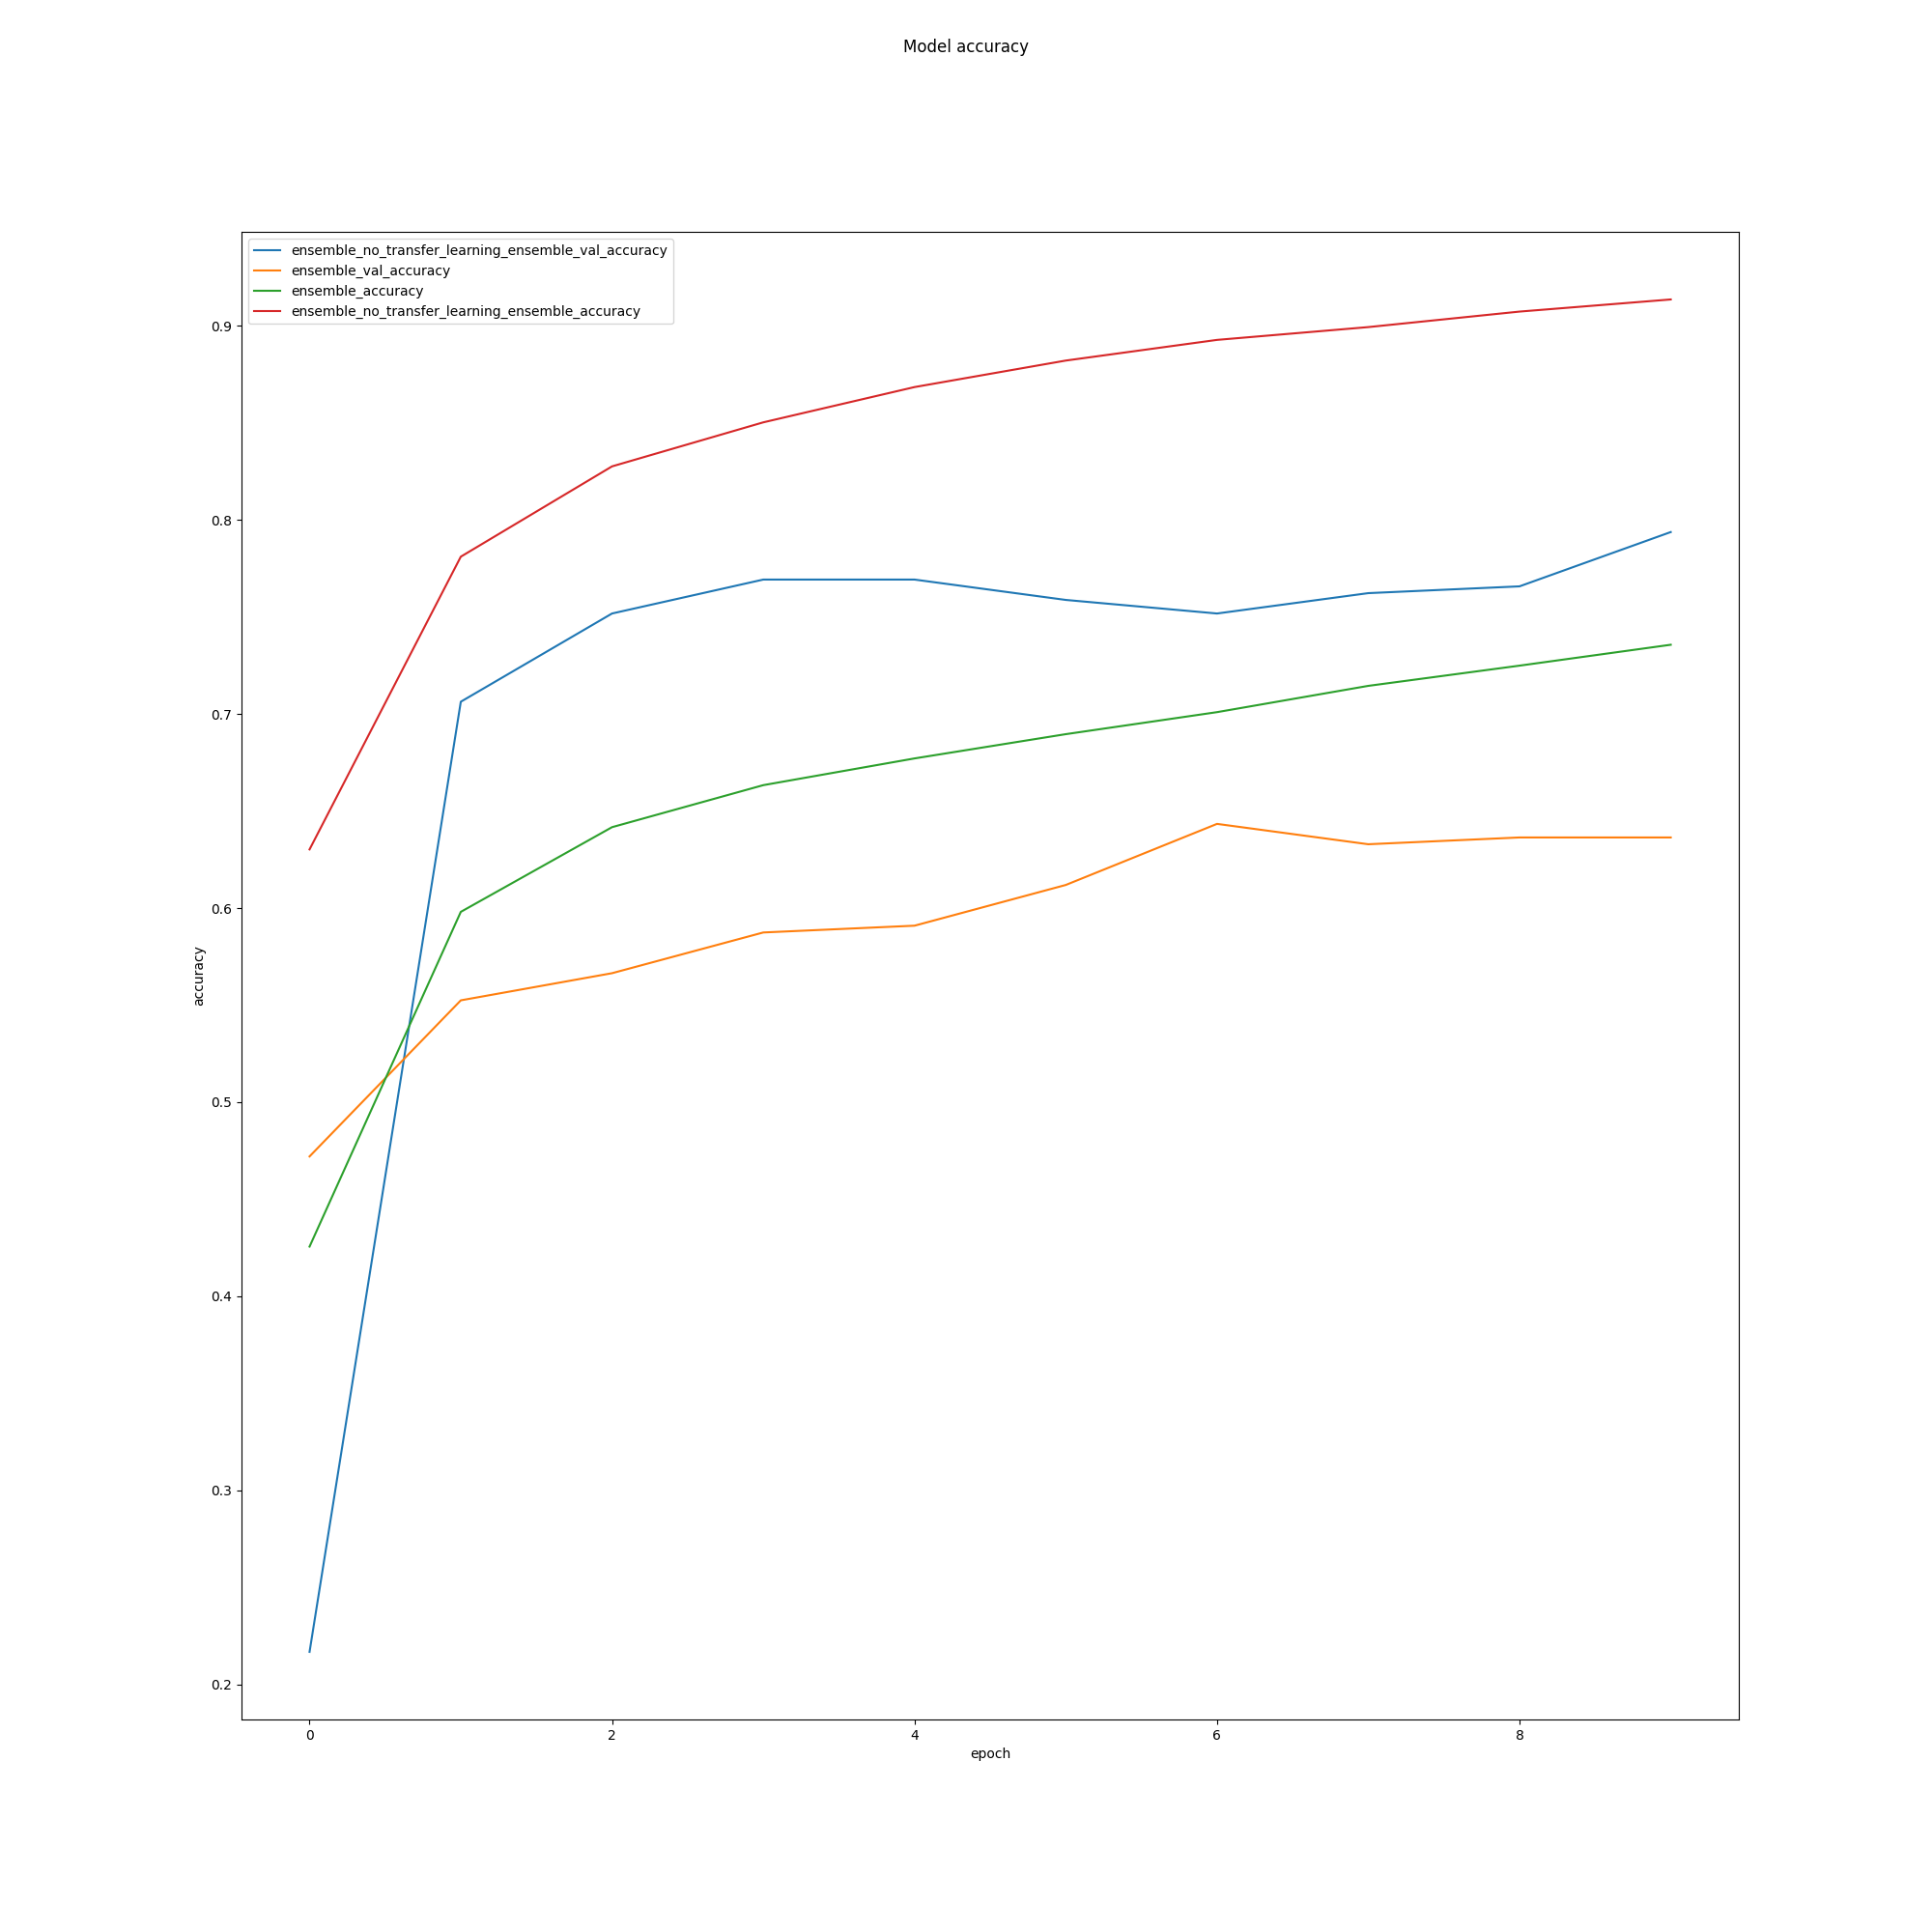 Model accuracy
ensemble_no_transfer_learning_ensemble_val_accuracy
ensemble_val_accuracy
ensemble_accuracy
ensemble_no_transfer_learning_ensemble_accuracy
0.9
0.8
0.7
0.6
0.5
0.4
0.3
0.2
accuracy
0 2 4 6 8
epoch